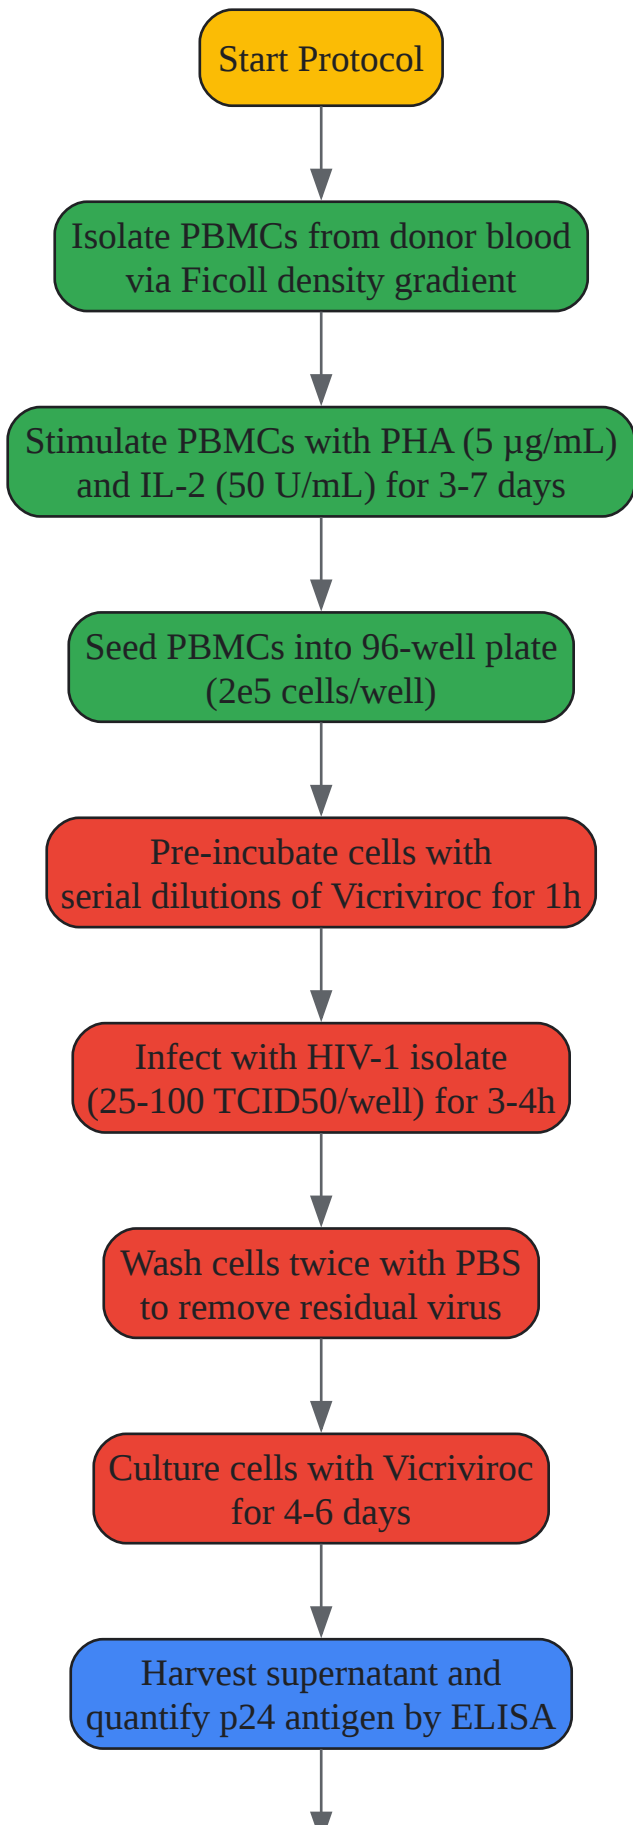 Start Protocol
Isolate PBMCs from donor blood
via Ficoll density gradient
Stimulate PBMCs with PHA (5 µg/mL)
and IL-2 (50 U/mL) for 3-7 days
Seed PBMCs into 96-well plate
(2e5 cells/well)
Pre-incubate cells with
serial dilutions of Vicriviroc for 1h
Infect with HIV-1 isolate
(25-100 TCID50/well) for 3-4h
Wash cells twice with PBS
to remove residual virus
Culture cells with Vicriviroc
for 4-6 days
Harvest supernatant and
quantify p24 antigen by ELISA